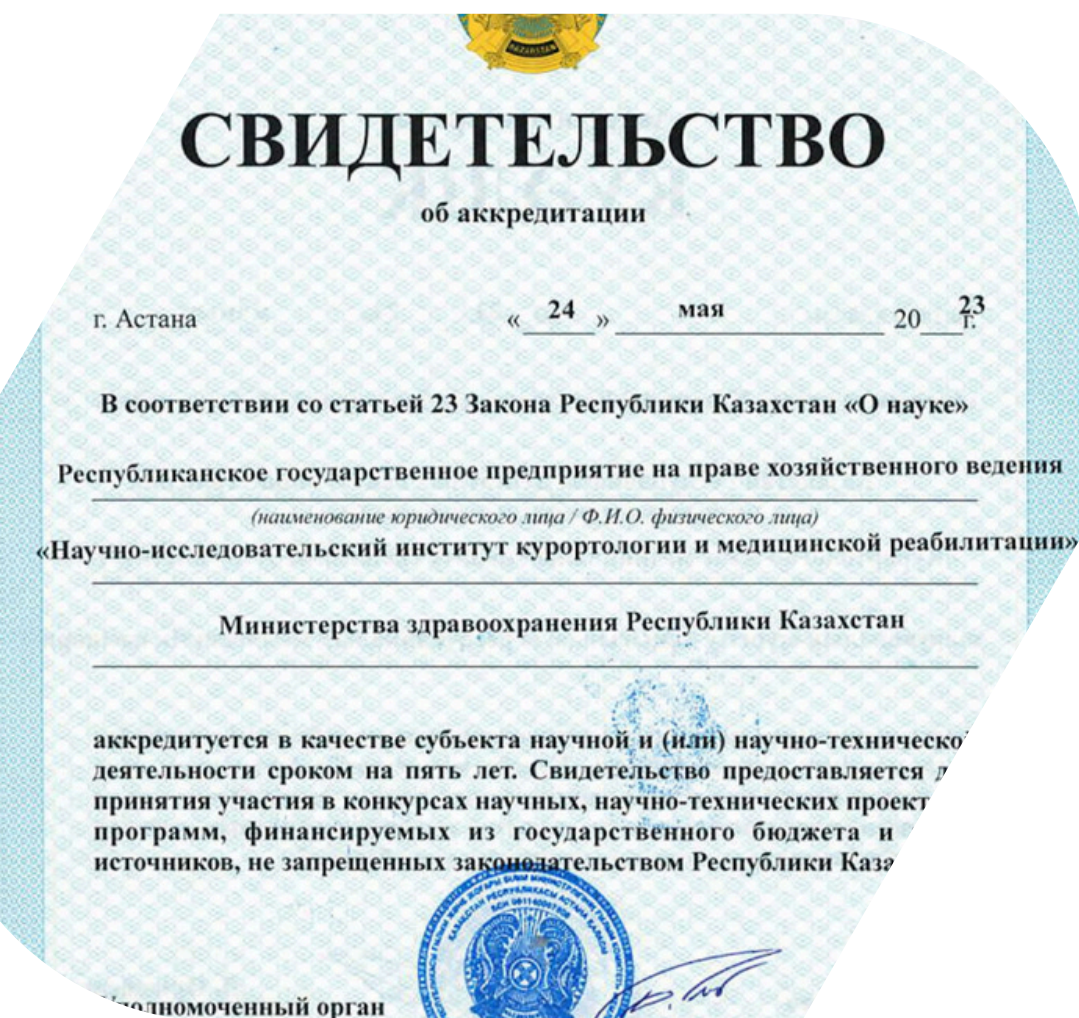 KAZAKHSTAN
СВИДЕТЕЛЬСТВО
об аккредитации
г. Астана « 24 » мая 20 23 г.
В соответствии со статьей 23 Закона Республики Казахстан «О науке»
Республиканское государственное предприятие на праве хозяйственного ведения
(наименование юридического лица / Ф.И.О. физического лица)
«Научно-исследовательский институт курортологии и медицинской реабилитации»
Министерства здравоохранения Республики Казахстан
аккредитуется в качестве субъекта научной и (или) научно-техническо
деятельности сроком на пять лет. Свидетельство предоставляется д
принятия участия в конкурсах научных, научно-технических проект
программ, финансируемых из государственного бюджета и
источников, не запрещенных законодательством Республики Каза
полномоченный орган